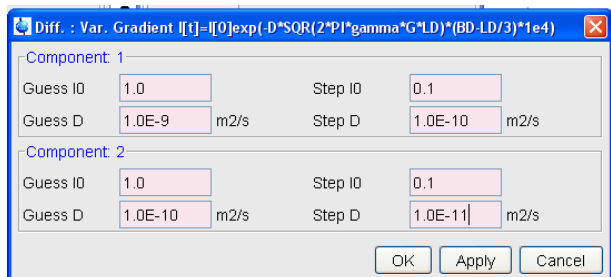 Diff. : Var. Gradient I[t]=I[0]exp(-D*SQR(2*PI*gamma*G*LD)*(BD-LD/3)*1e4)
Component: 1
Guess I0 1.0 Step I0 0.1
Guess D 1.0E-9 m2/s Step D 1.0E-10 m2/s
Component: 2
Guess I0 1.0 Step I0 0.1
Guess D 1.0E-10 m2/s Step D 1.0E-11 m2/s
OK Apply Cancel